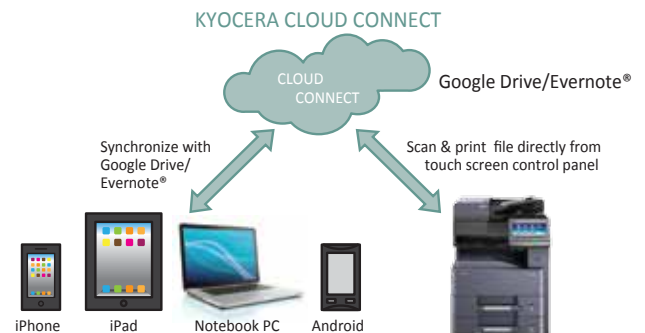 KYOCERA CLOUD CONNECT
CLOUD
CONNECT
Google Drive/Evernote®
Synchronize with
Google Drive/
Evernote®
Scan & print file directly from
touch screen control panel
iPhone
iPad
Notebook PC
Android